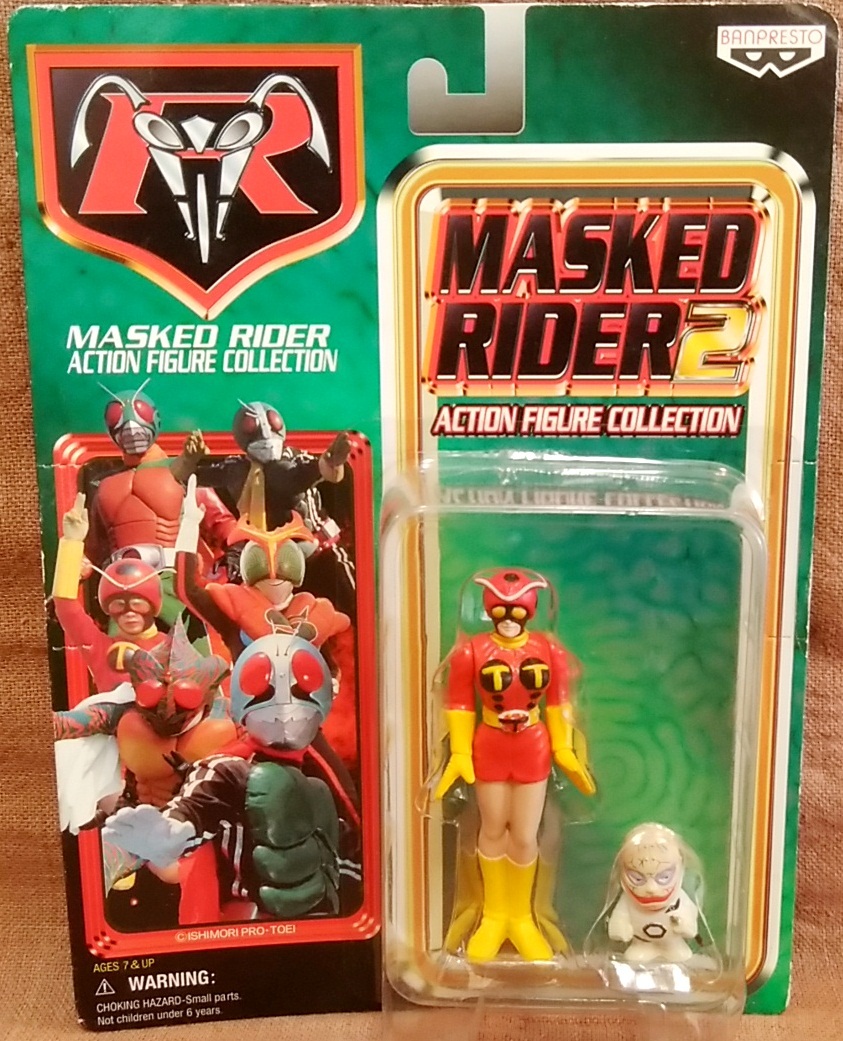 BANPRESTO
R
MASKED RIDER
ACTION FIGURE COLLECTION
MASKED
RIDER2
ACTION FIGURE COLLECTION
T
T T
T
©ISHIMORI PRO·TOEI
AGES 7 & UP
WARNING:
CHOKING HAZARD-Small parts.
Not children under 6 years.